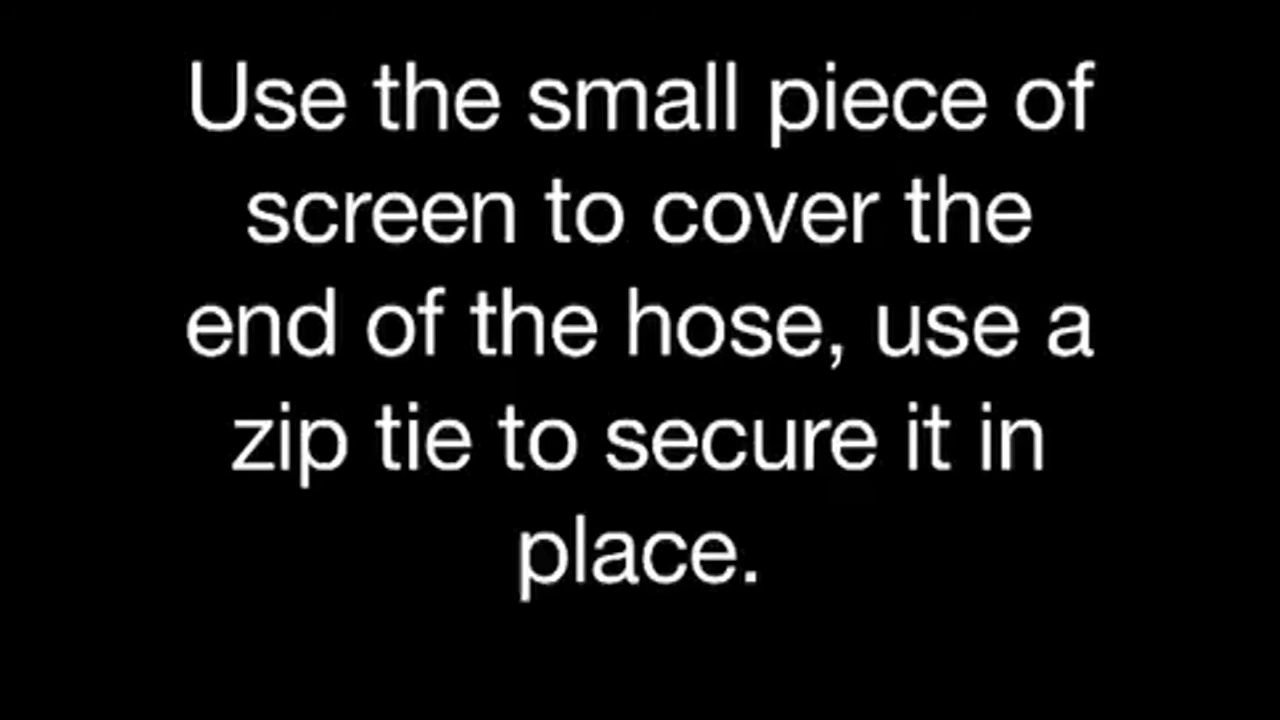 Use the small piece of
screen to cover the
end of the hose, use a
zip tie to secure it in
place.